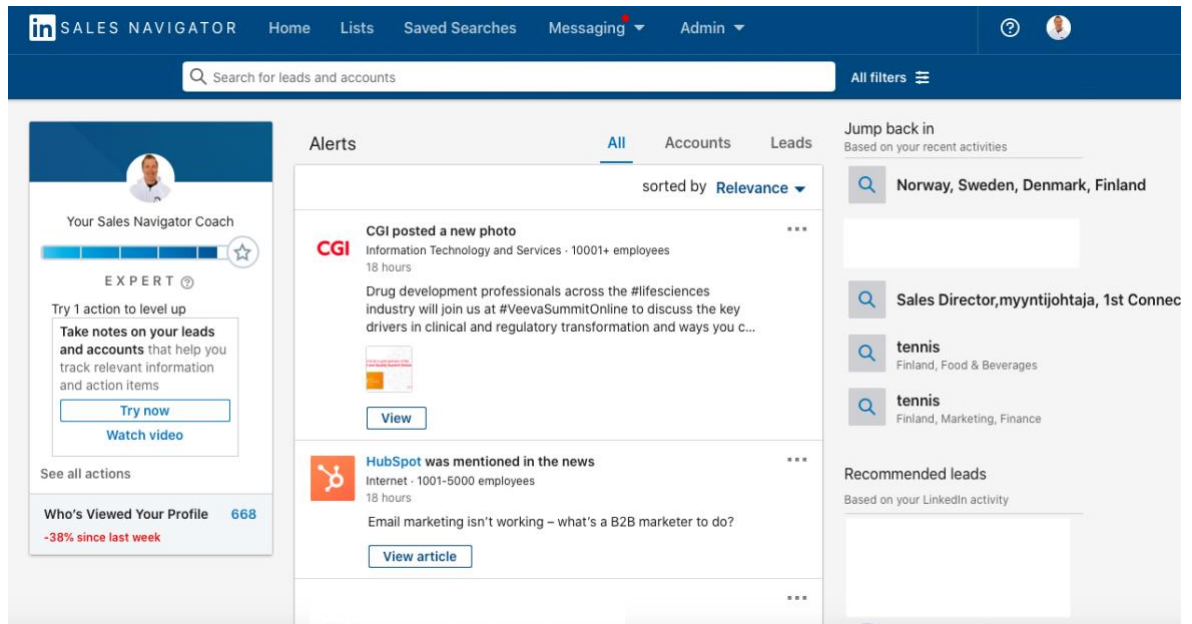 in SALES NAVIGATOR Home Lists Saved Searches Messaging Admin
Search for leads and accounts
All filters
Your Sales Navigator Coach
EXPERT
Try 1 action to level up
Take notes on your leads
and accounts that help you
track relevant information
and action items
Try now
Watch video
See all actions
Who's Viewed Your Profile 668
-38% since last week
Alerts All Accounts Leads
sorted by Relevance
CGI
CGI posted a new photo
Information Technology and Services · 10001+ employees
18 hours
Drug development professionals across the #lifesciences
industry will join us at #VeevaSummitOnline to discuss the key
drivers in clinical and regulatory transformation and ways you c...
View
HubSpot was mentioned in the news
Internet · 1001-5000 employees
18 hours
Email marketing isn't working – what's a B2B marketer to do?
View article
Jump back in
Based on your recent activities
Norway, Sweden, Denmark, Finland
Sales Director,myyntijohtaja, 1st Connec
tennis
Finland, Food & Beverages
tennis
Finland, Marketing, Finance
Recommended leads
Based on your LinkedIn activity